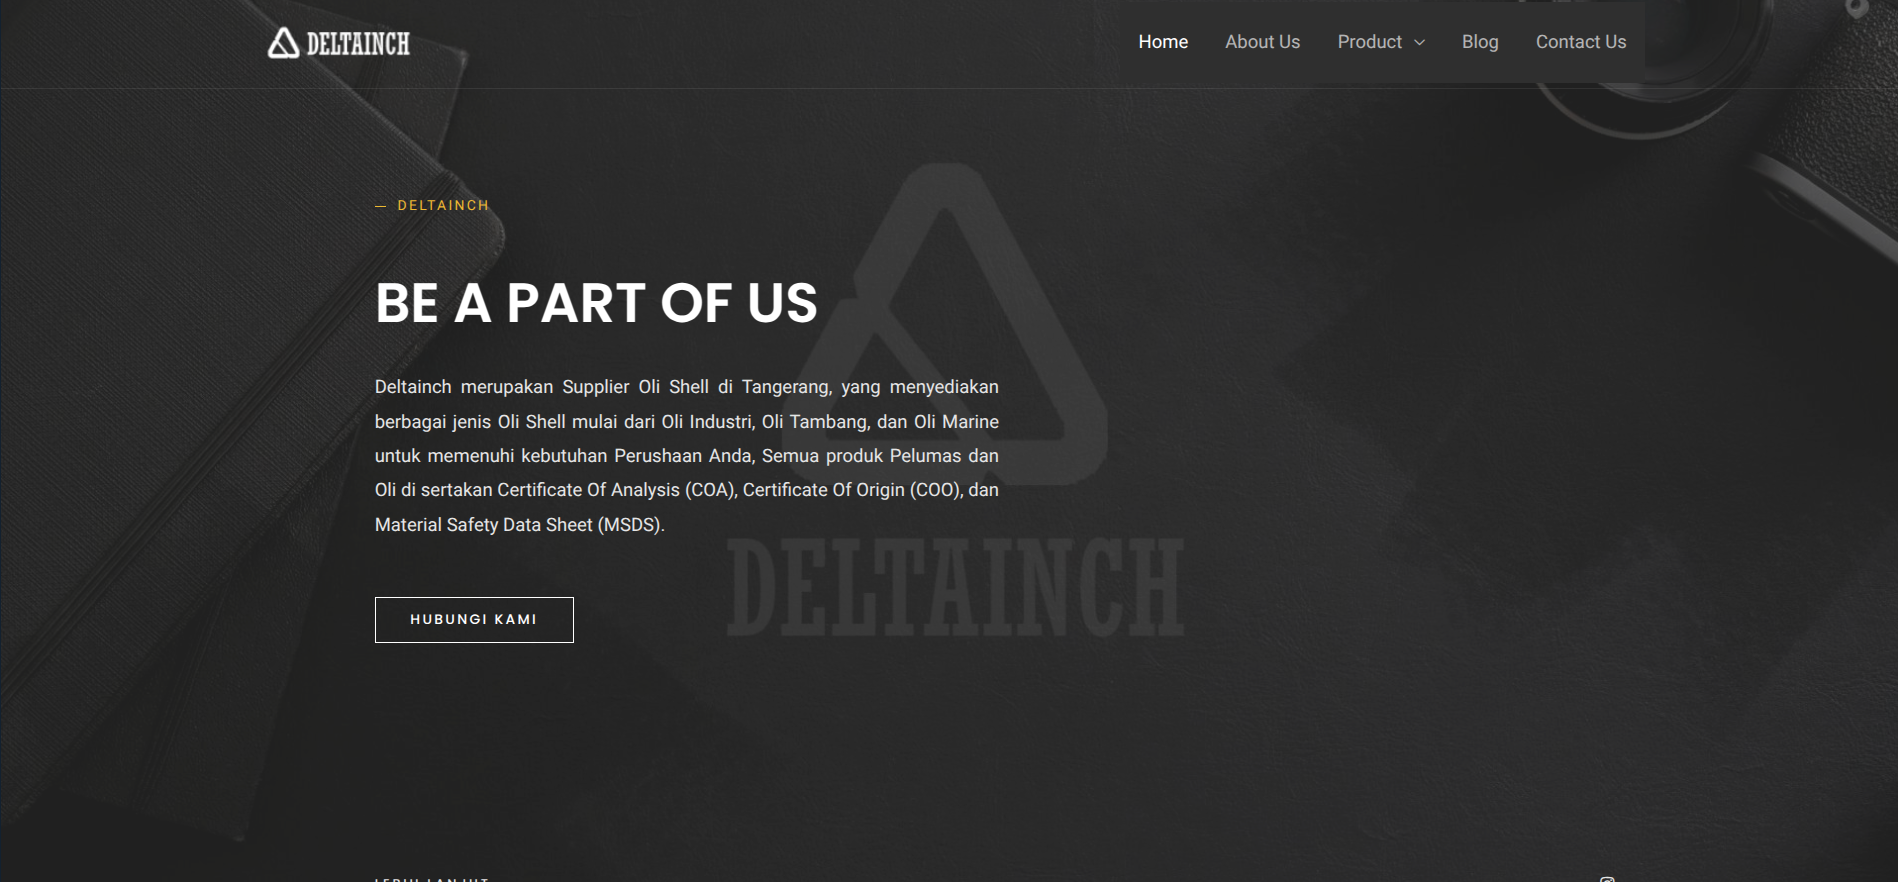 DELTAINCH
Home About Us Product Blog Contact Us
— DELTAINCH
BE A PART OF US
Deltainch merupakan Supplier Oli Shell di Tangerang, yang menyediakan
berbagai jenis Oli Shell mulai dari Oli Industri, Oli Tambang, dan Oli Marine
untuk memenuhi kebutuhan Perushaan Anda, Semua produk Pelumas dan
Oli di sertakan Certificate Of Analysis (COA), Certificate Of Origin (COO), dan
Material Safety Data Sheet (MSDS).
DELTAINCH
HUBUNGI KAMI